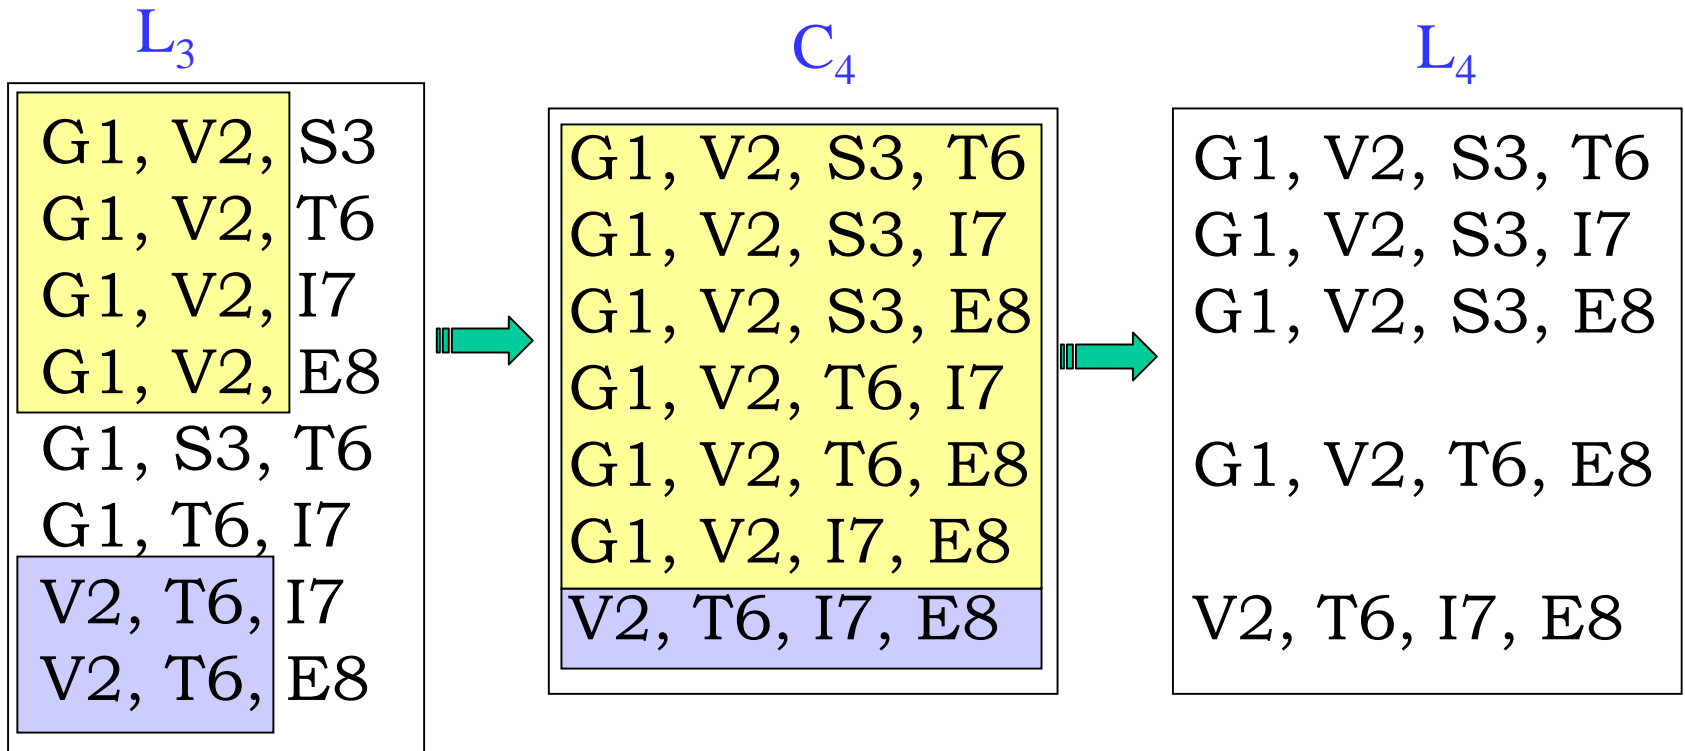 L3
G1, V2, S3
G1, V2, T6
G1, V2, I7
G1, V2, E8
G1, S3, T6
G1, T6, I7
V2, T6, I7
V2, T6, E8
C4
G1, V2, S3, T6
G1, V2, S3, I7
G1, V2, S3, E8
G1, V2, T6, I7
G1, V2, T6, E8
G1, V2, I7, E8
V2, T6, I7, E8
L4
G1, V2, S3, T6
G1, V2, S3, I7
G1, V2, S3, E8
G1, V2, T6, E8
V2, T6, I7, E8